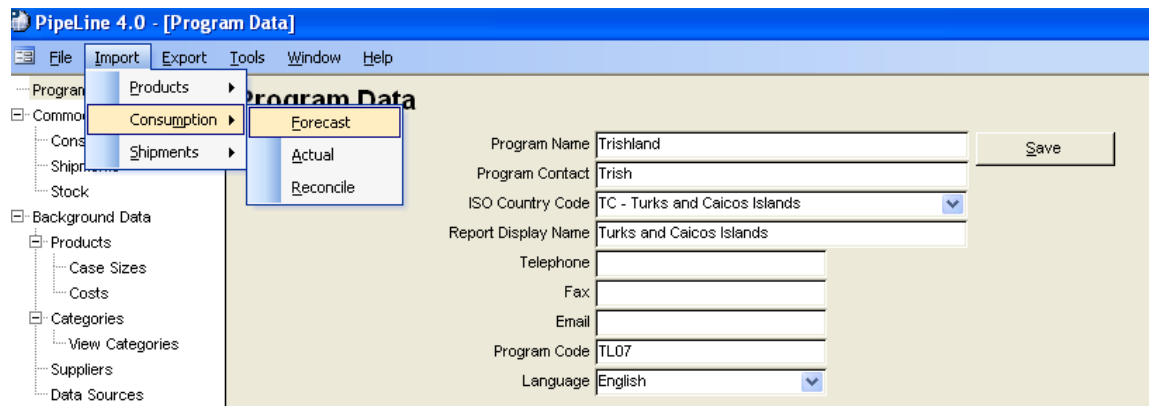 PipeLine 4.0 - [Program Data]
File Import Export Tools Window Help
Program
Products
Program Data
Commo
Consumption
Forecast
Cons
Program Name Trishland
Save
Shipments
Actual
Program Contact Trish
Reconcile
Stock
ISO Country Code TC - Turks and Caicos Islands
Background Data
Report Display Name Turks and Caicos Islands
Products
Telephone
Case Sizes
Fax
Costs
Email
Categories
Program Code TL07
View Categories
Language English
Suppliers
Data Sources